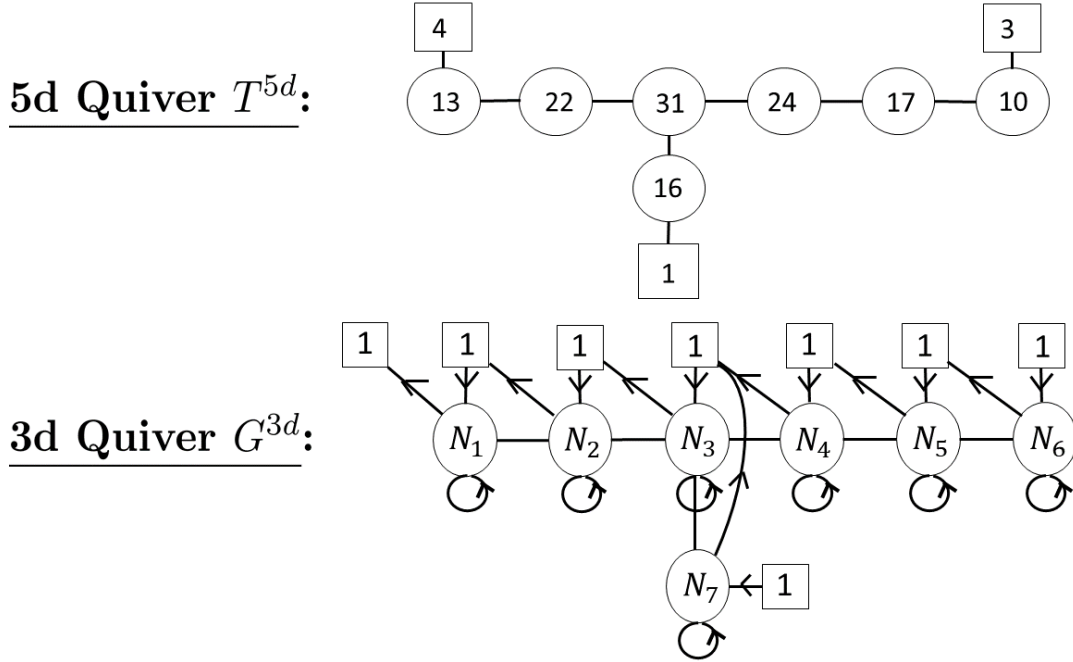 4 3
5d Quiver T^{5d}: 13 22 31 24 17 10
16
1
1 1 1 1 1 1 1
3d Quiver G^{3d}: N_1 N_2 N_3 N_4 N_5 N_6
N_7 1